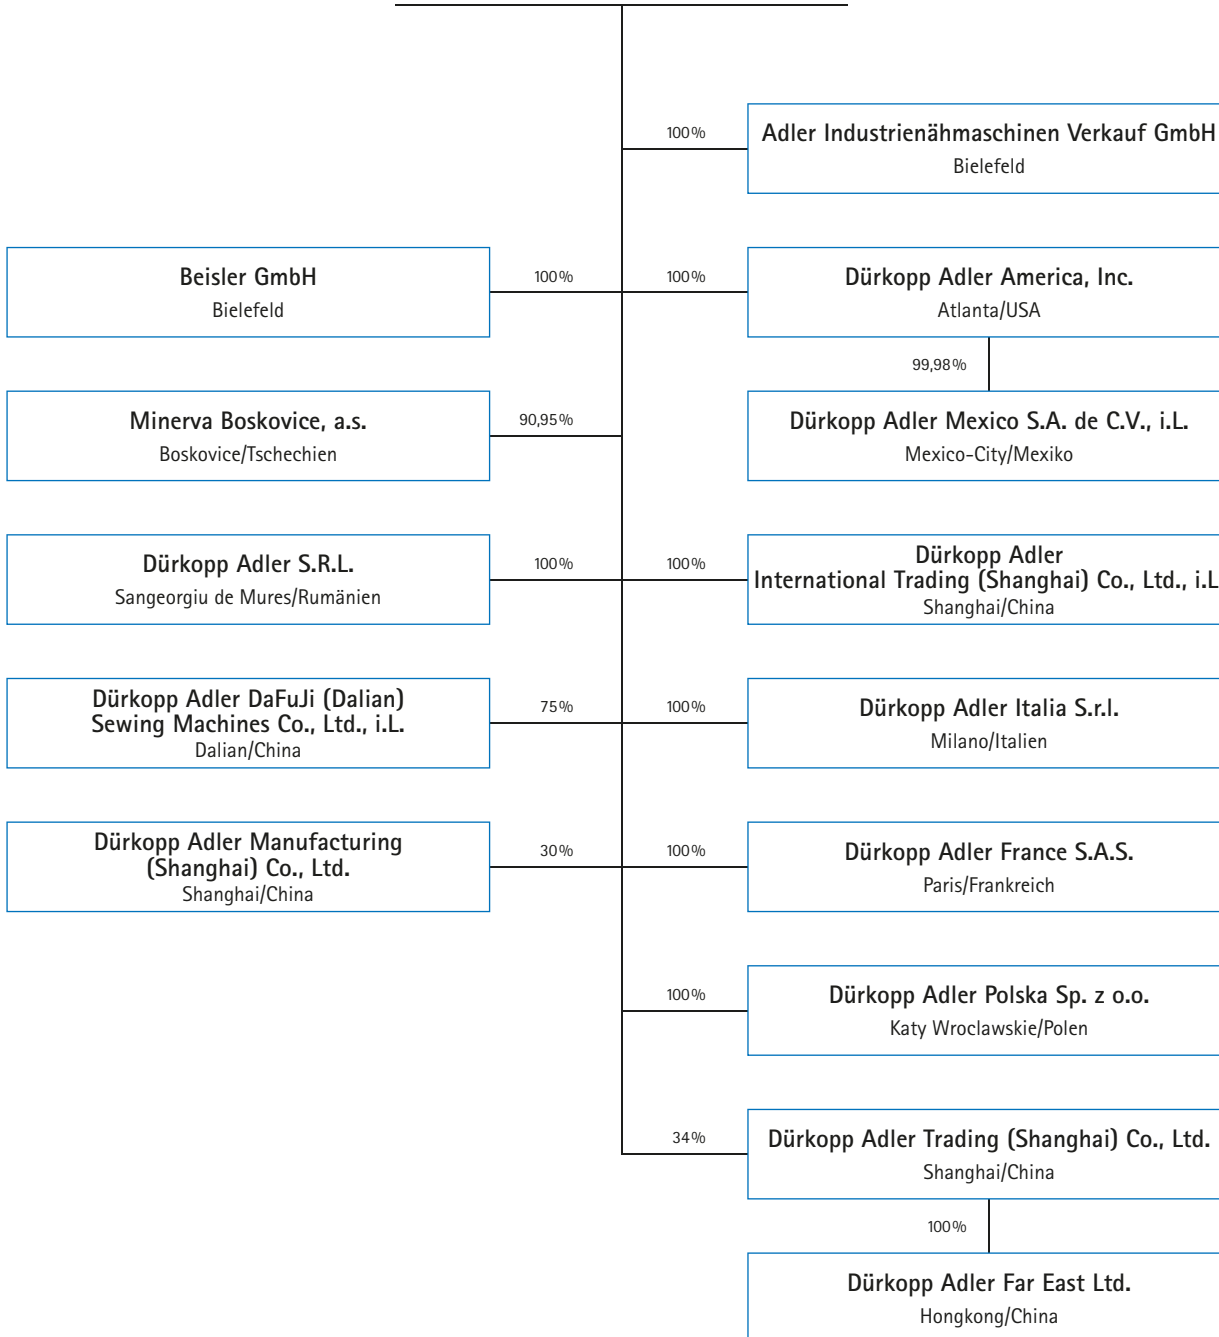 100%
Adler Industrienähmaschinen Verkauf GmbH
Bielefeld
Beisler GmbH
Bielefeld
100%
100%
Dürkopp Adler America, Inc.
Atlanta/USA
99,98%
Minerva Boskovice, a.s.
Boskovice/Tschechien
90,95%
Dürkopp Adler Mexico S.A. de C.V., i.L.
Mexico-City/Mexiko
Dürkopp Adler S.R.L.
Sangeorgiu de Mures/Rumänien
100%
100%
Dürkopp Adler
International Trading (Shanghai) Co., Ltd., i.L
Shanghai/China
Dürkopp Adler DaFuJi (Dalian)
Sewing Machines Co., Ltd., i.L.
Dalian/China
75%
100%
Dürkopp Adler Italia S.r.l.
Milano/Italien
Dürkopp Adler Manufacturing
(Shanghai) Co., Ltd.
Shanghai/China
30%
100%
Dürkopp Adler France S.A.S.
Paris/Frankreich
100%
Dürkopp Adler Polska Sp. z o.o.
Katy Wroclawskie/Polen
34%
Dürkopp Adler Trading (Shanghai) Co., Ltd.
Shanghai/China
100%
Dürkopp Adler Far East Ltd.
Hongkong/China